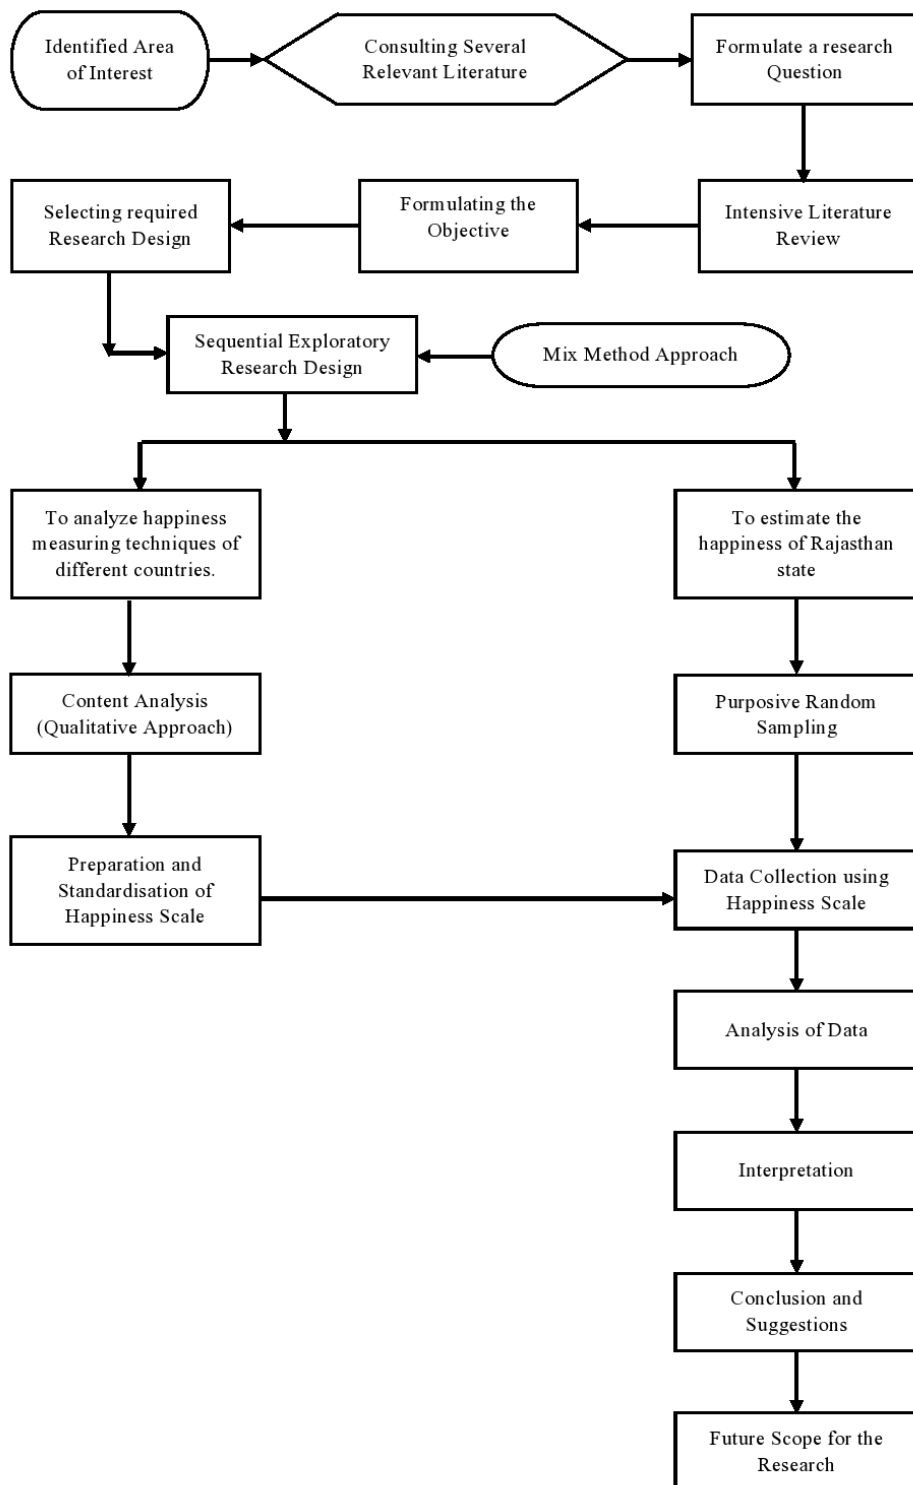 Identified Area
of Interest
Consulting Several
Relevant Literature
Formulate a research
Question
Selecting required
Research Design
Formulating the
Objective
Intensive Literature
Review
Sequential Exploratory
Research Design
Mix Method Approach
To analyze happiness
measuring techniques of
different countries.
To estimate the
happiness of Rajasthan
state
Content Analysis
(Qualitative Approach)
Purposive Random
Sampling
Preparation and
Standardisation of
Happiness Scale
Data Collection using
Happiness Scale
Analysis of Data
Interpretation
Conclusion and
Suggestions
Future Scope for the
Research